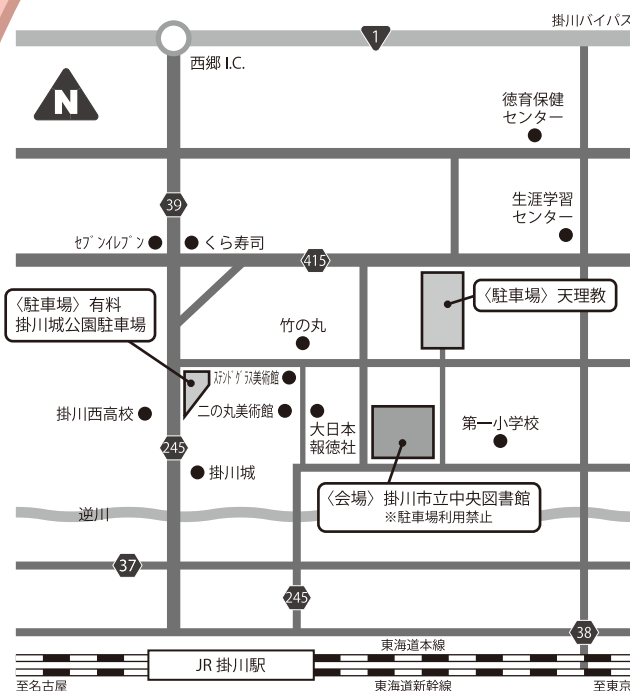 掛川バイパス
1
西郷 I.C.
N
徳育保健
センター
39
生涯学習
センター
セブンイレブン
くら寿司
415
〈駐車場〉有料
掛川城公園駐車場
〈駐車場〉天理教
竹の丸
ステンドグラス美術館
掛川西高校
二の丸美術館
大日本
報徳社
第一小学校
245
掛川城
〈会場〉掛川市立中央図書館
※駐車場利用禁止
逆川
37
245
38
東海道本線
JR 掛川駅
至名古屋
東海道新幹線
至東京